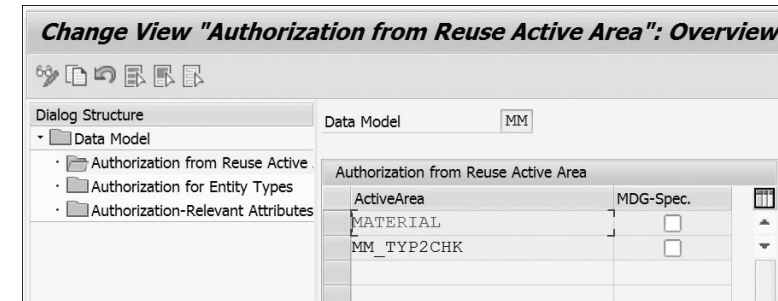 Change View "Authorization from Reuse Active Area": Overview
Dialog Structure
Data Model
Authorization from Reuse Active
Authorization for Entity Types
Authorization-Relevant Attributes
Data Model MM
Authorization from Reuse Active Area
ActiveArea MDG-Spec.
MATERIAL
MM_TYP2CHK